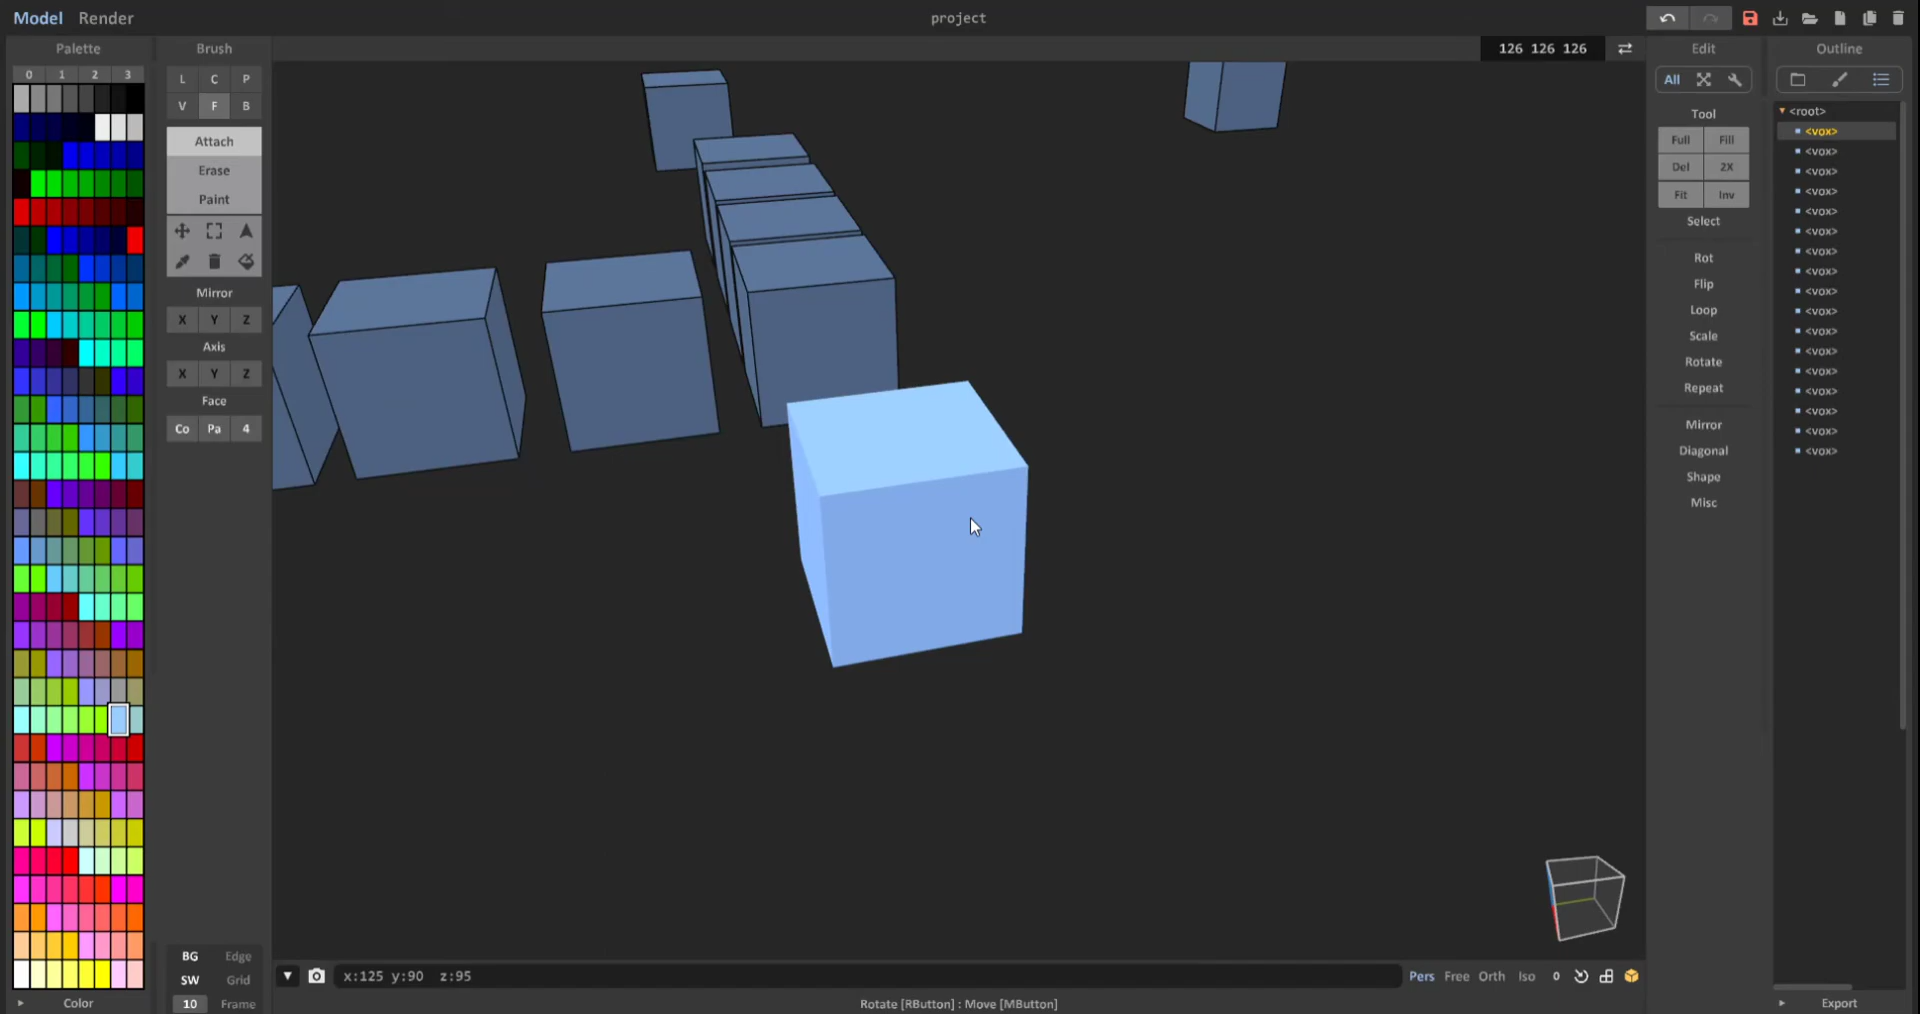 Model Render
project
Palette
Brush
126 126 126
Edit
Outline
0 1 2 3
L C P
All
V F B
<root>
Attach
Tool
<vox>
Full Fill
<vox>
Erase
Del 2X
<vox>
Paint
Fit Inv
<vox>
<vox>
Select
<vox>
<vox>
Rot
<vox>
Mirror
Flip
<vox>
X Y Z
Loop
<vox>
<vox>
Axis
Scale
<vox>
X Y Z
Rotate
<vox>
Face
Repeat
<vox>
<vox>
Co Pa 4
Mirror
<vox>
Diagonal
<vox>
Shape
Misc
BG Edge
SW Grid
10 Frame
x:125 y:90 z:95
Pers Free Orth Iso 0
Color
Rotate [RButton] : Move [MButton]
Export